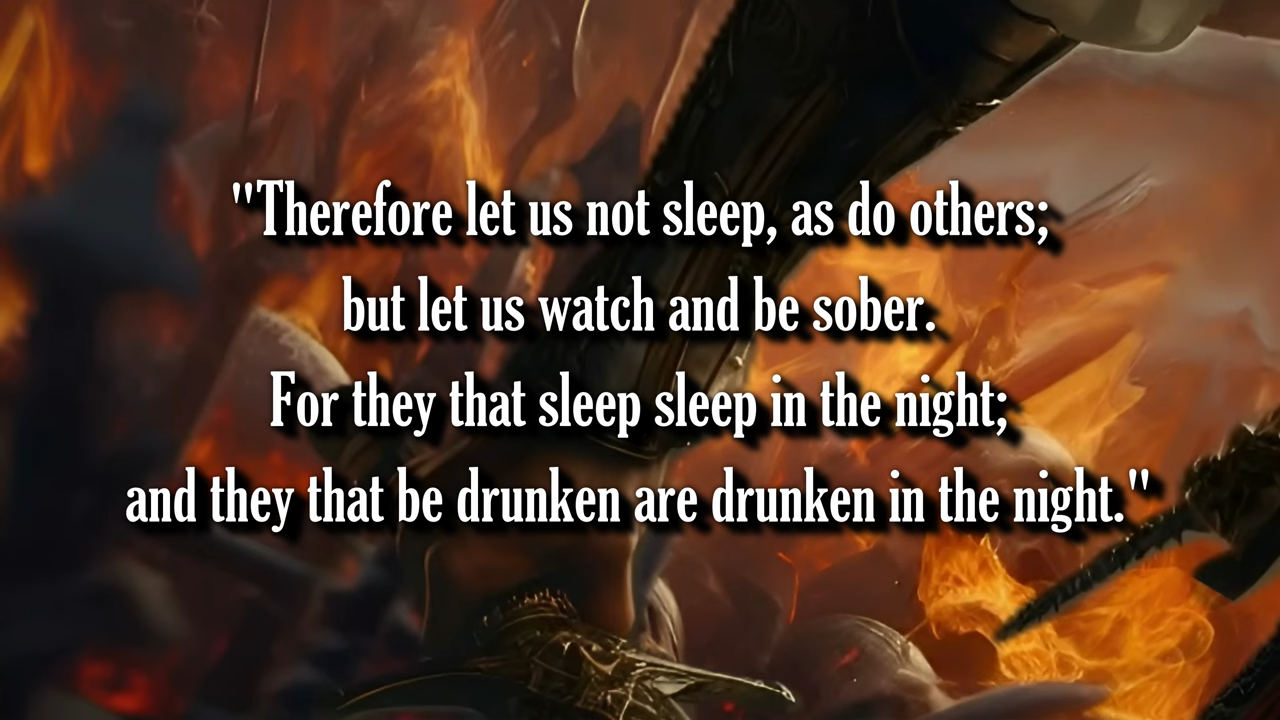 "Therefore let us not sleep, as do others;
but let us watch and be sober.
For they that sleep sleep in the night;
and they that be drunken are drunken in the night."